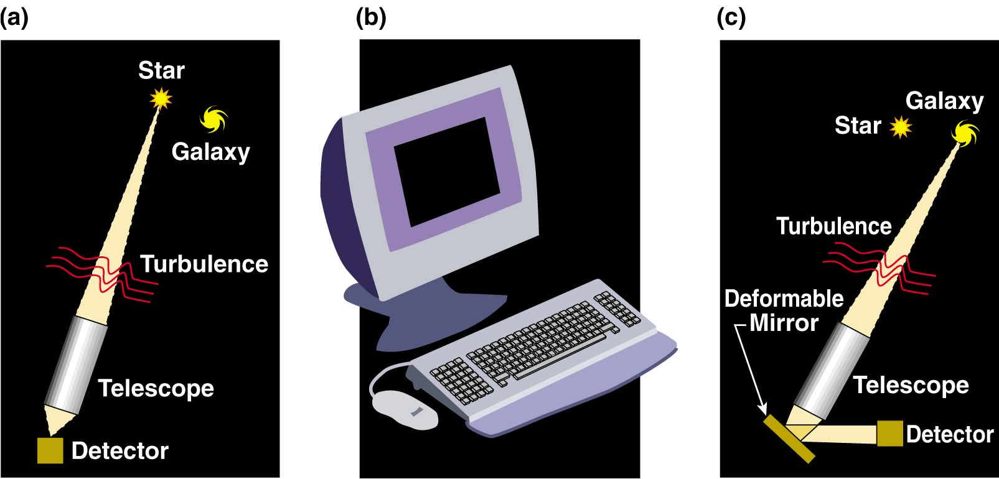 (a)
Star
Galaxy
Turbulence
Telescope
Detector
(b)
(c)
Galaxy
Star
Turbulence
Deformable
Mirror
Telescope
Detector